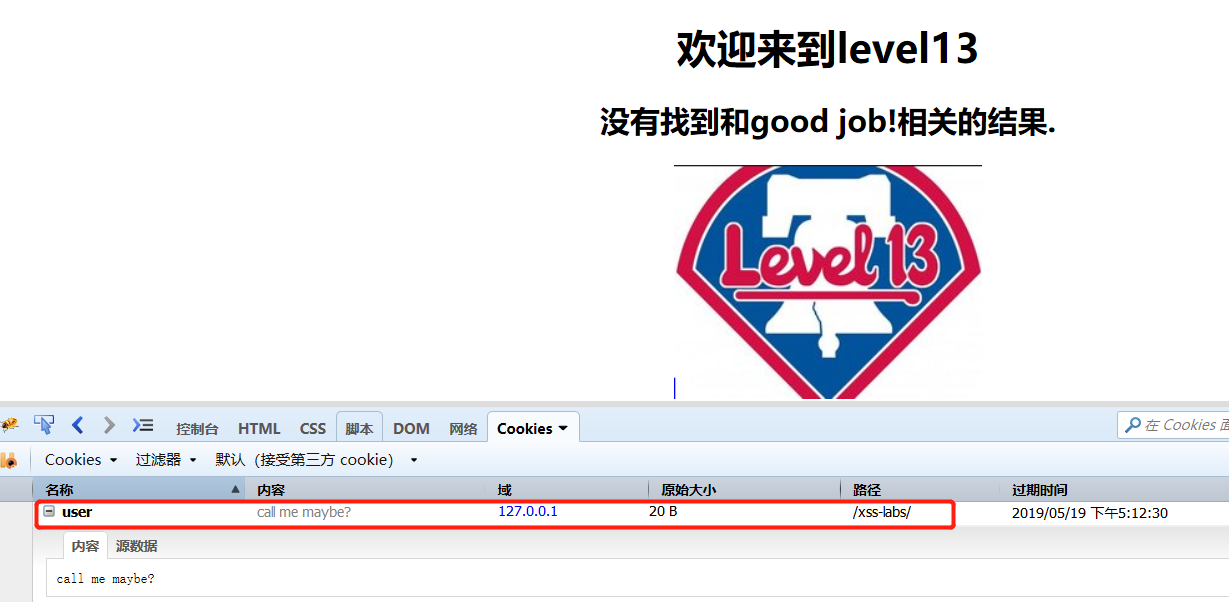 欢迎来到level13
没有找到和good job!相关的结果.
Level 13
控制台 HTML CSS 脚本 DOM 网络 Cookies 在 Cookies 面
Cookies 过滤器 默认（接受第三方 cookie）
名称 内容 域 原始大小 路径 过期时间
user call me maybe? 127.0.0.1 20 B /xss-labs/ 2019/05/19 下午5:12:30
内容 源数据
call me maybe?